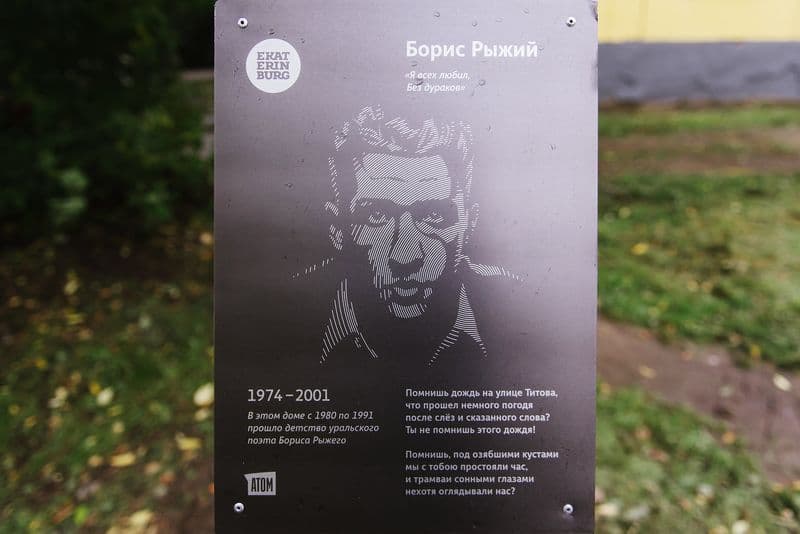 EKAT
ERIN
BURG
Борис Рыжий
«Я всех любил.
Без дураков»
1974–2001
В этом доме с 1980 по 1991
прошло детство уральского
поэта Бориса Рыжего
ATOM
Помнишь дождь на улице Титова,
что прошел немного погодя
после слёз и сказанного слова?
Ты не помнишь этого дождя!
Помнишь, под озябшими кустами
мы с тобою простояли час,
и трамваи сонными глазами
нехотя оглядывали нас?